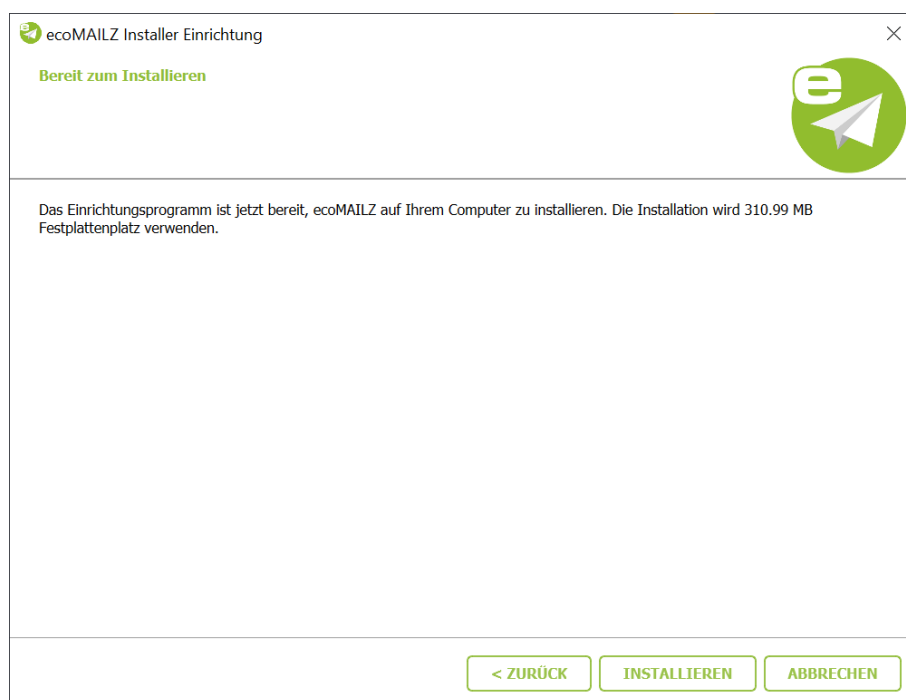 ecoMAILZ Installer Einrichtung
Bereit zum Installieren
e
Das Einrichtungsprogramm ist jetzt bereit, ecoMAILZ auf Ihrem Computer zu installieren. Die Installation wird 310.99 MB
Festplattenplatz verwenden.
< ZURÜCK INSTALLIEREN ABBRECHEN